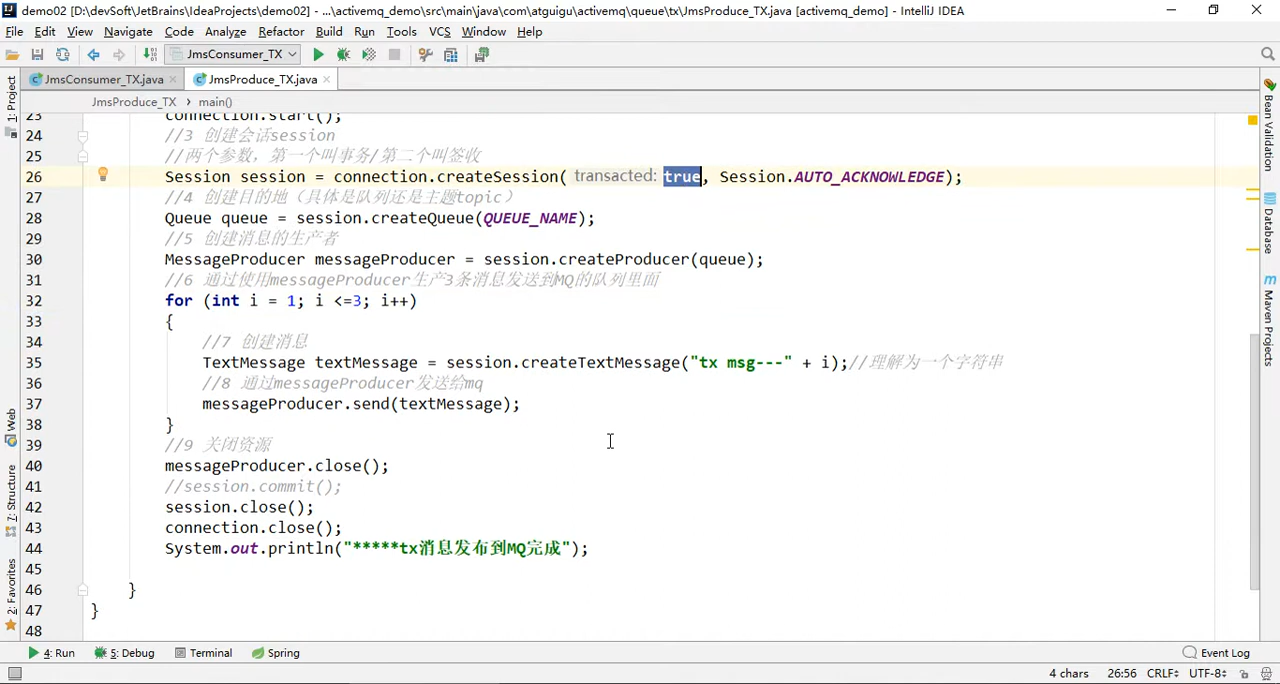 demo02 [D:\devSoft\JetBrains\IdeaProjects\demo02] - ...\activemq_demo\src\main\java\com\atguigu\activemq\queue\tx\JmsProduce_TX.java [activemq_demo] - IntelliJ IDEA
File Edit View Navigate Code Analyze Refactor Build Run Tools VCS Window Help
JmsConsumer_TX
JmsConsumer_TX.java JmsProduce_TX.java
JmsProduce_TX main()
1: Project
Web
7: Structure
2: Favorites
23 connection.start();
24 //3 创建会话session
25 //两个参数，第一个叫事务/第二个叫签收
26 Session session = connection.createSession( transacted: true, Session.AUTO_ACKNOWLEDGE);
27 //4 创建目的地（具体是队列还是主题topic）
28 Queue queue = session.createQueue(QUEUE_NAME);
29 //5 创建消息的生产者
30 MessageProducer messageProducer = session.createProducer(queue);
31 //6 通过使用messageProducer生产3条消息发送到MQ的队列里面
32 for (int i = 1; i <=3; i++)
33 {
34 //7 创建消息
35 TextMessage textMessage = session.createTextMessage("tx msg---" + i);//理解为一个字符串
36 //8 通过messageProducer发送给mq
37 messageProducer.send(textMessage);
38 }
39 //9 关闭资源
40 messageProducer.close();
41 //session.commit();
42 session.close();
43 connection.close();
44 System.out.println("*****tx消息发布到MQ完成");
45
46 }
47 }
48
Bean Validation
Database
Maven Projects
4: Run 5: Debug Terminal Spring Event Log
4 chars 26:56 CRLF UTF-8